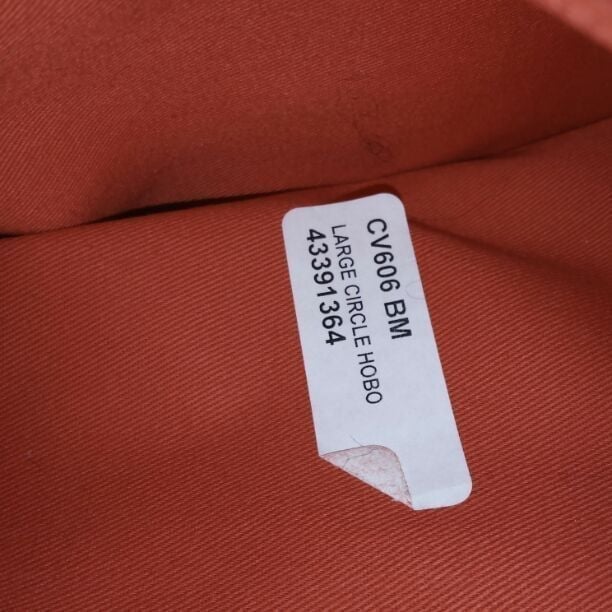 CV606 BM
LARGE CIRCLE HOBO
43391364